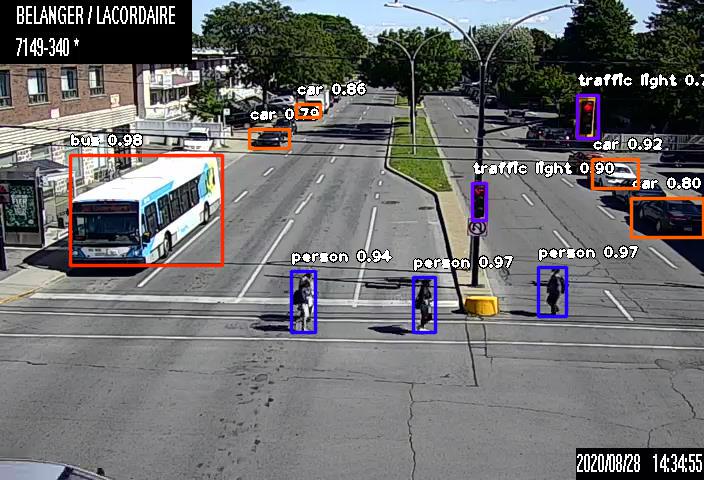 BELANGER / LACORDAIRE
7149-340 *
car 0.86
traffic light 0.7
car 0.79
bus 0.98
car 0.92
traffic light 0.90
car 0.80
person 0.94
person 0.97
person 0.97
2020/08/28 14:34:55